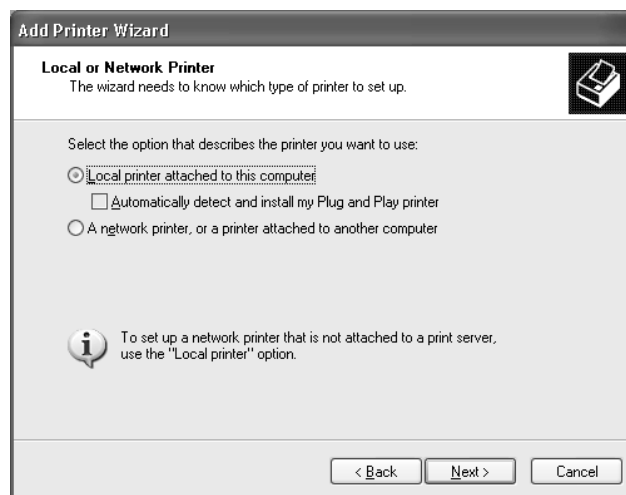 Add Printer Wizard
Local or Network Printer
The wizard needs to know which type of printer to set up.
Select the option that describes the printer you want to use:
Local printer attached to this computer
Automatically detect and install my Plug and Play printer
A network printer, or a printer attached to another computer
To set up a network printer that is not attached to a print server,
use the "Local printer" option.
< Back
Next >
Cancel